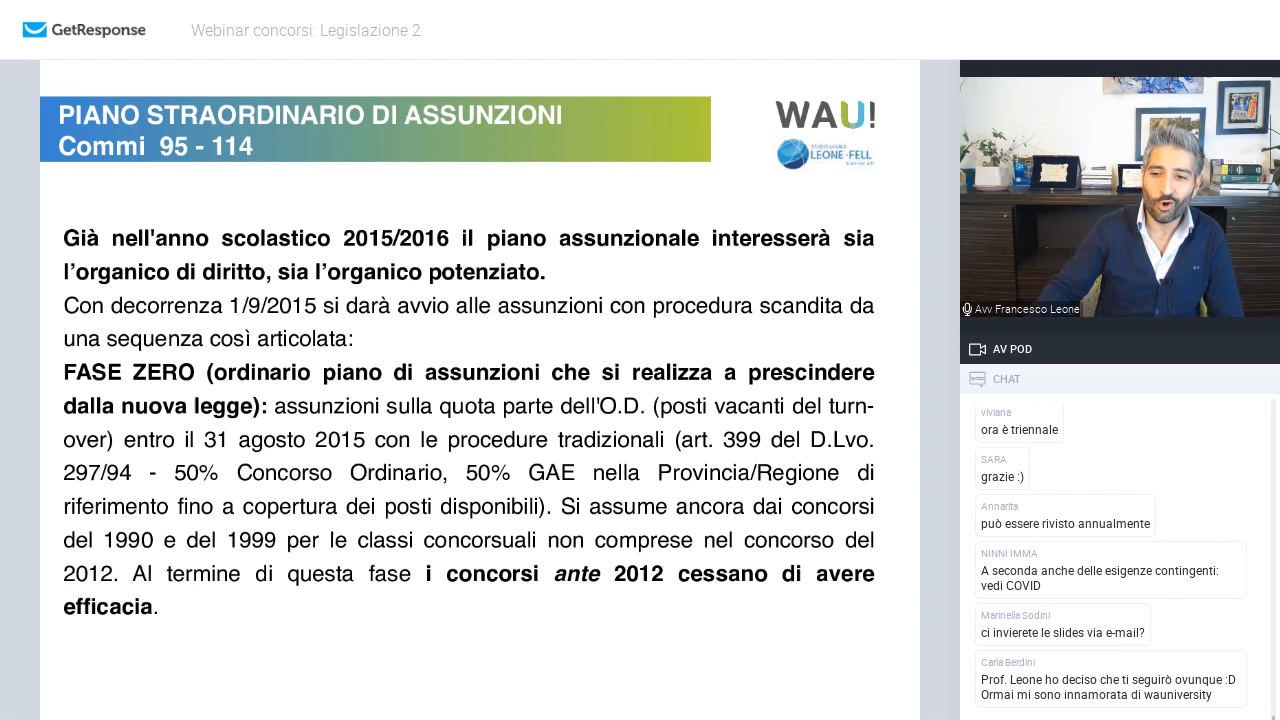 GetResponse
Webinar concorsi: Legislazione 2
PIANO STRAORDINARIO DI ASSUNZIONI
Commi 95 - 114
WAU!
STUDIO LEGALE
LEONE-FELL
& ASSOCIATI
Già nell'anno scolastico 2015/2016 il piano assunzionale interesserà sia
l’organico di diritto, sia l’organico potenziato.
Con decorrenza 1/9/2015 si darà avvio alle assunzioni con procedura scandita da
una sequenza così articolata:
FASE ZERO (ordinario piano di assunzioni che si realizza a prescindere
dalla nuova legge): assunzioni sulla quota parte dell'O.D. (posti vacanti del turn-
over) entro il 31 agosto 2015 con le procedure tradizionali (art. 399 del D.Lvo.
297/94 - 50% Concorso Ordinario, 50% GAE nella Provincia/Regione di
riferimento fino a copertura dei posti disponibili). Si assume ancora dai concorsi
del 1990 e del 1999 per le classi concorsuali non comprese nel concorso del
2012. Al termine di questa fase i concorsi ante 2012 cessano di avere
efficacia.
Avv Francesco Leone
AV POD
CHAT
viviana
ora è triennale
SARA
grazie :)
Annarita
può essere rivisto annualmente
NINNI IMMA
A seconda anche delle esigenze contingenti:
vedi COVID
Marinella Sodini
ci invierete le slides via e-mail?
Carla Berdini
Prof. Leone ho deciso che ti seguirò ovunque :D
Ormai mi sono innamorata di wauniversity